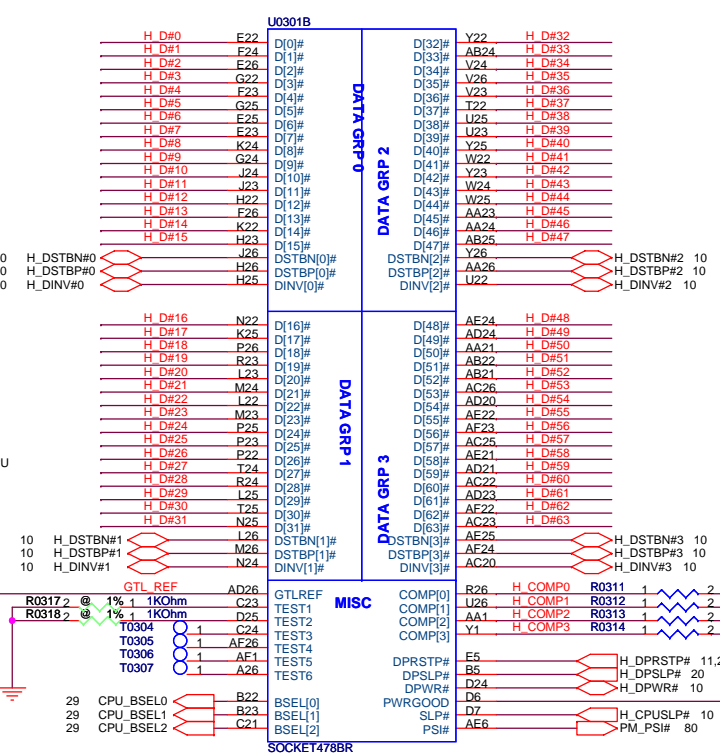 U0301B
H_D#0 E22 D[0]# D[32]# Y22 H_D#32
H_D#1 F24 D[1]# D[33]# AB24 H_D#33
H_D#2 E26 D[2]# D[34]# V24 H_D#34
H_D#3 G22 D[3]# D[35]# V26 H_D#35
H_D#4 F23 D[4]# D[36]# V23 H_D#36
H_D#5 G25 D[5]# D[37]# T22 H_D#37
H_D#6 E25 D[6]# D[38]# U25 H_D#38
H_D#7 E23 D[7]# D[39]# U23 H_D#39
H_D#8 K24 D[8]# D[40]# Y25 H_D#40
H_D#9 G24 D[9]# D[41]# W22 H_D#41
H_D#10 J24 D[10]# D[42]# Y23 H_D#42
H_D#11 J23 D[11]# D[43]# W24 H_D#43
H_D#12 H22 D[12]# D[44]# W25 H_D#44
H_D#13 F26 D[13]# D[45]# AA23 H_D#45
H_D#14 K22 D[14]# D[46]# AA24 H_D#46
H_D#15 H23 D[15]# D[47]# AB25 H_D#47
0 H_DSTBN#0 J26 DSTBN[0]# DSTBN[2]# Y26 H_DSTBN#2 10
0 H_DSTBP#0 H26 DSTBP[0]# DSTBP[2]# AA26 H_DSTBP#2 10
0 H_DINV#0 H25 DINV[0]# DINV[2]# U22 H_DINV#2 10
DATA GRP 0
DATA GRP 2
H_D#16 N22 D[16]# D[48]# AE24 H_D#48
H_D#17 K25 D[17]# D[49]# AD24 H_D#49
H_D#18 P26 D[18]# D[50]# AA21 H_D#50
H_D#19 R23 D[19]# D[51]# AB22 H_D#51
H_D#20 L23 D[20]# D[52]# AB21 H_D#52
H_D#21 M24 D[21]# D[53]# AC26 H_D#53
H_D#22 L22 D[22]# D[54]# AD20 H_D#54
H_D#23 M23 D[23]# D[55]# AE22 H_D#55
H_D#24 P25 D[24]# D[56]# AF23 H_D#56
H_D#25 P23 D[25]# D[57]# AC25 H_D#57
H_D#26 P22 D[26]# D[58]# AE21 H_D#58
U
H_D#27 T24 D[27]# D[59]# AD21 H_D#59
H_D#28 R24 D[28]# D[60]# AC22 H_D#60
H_D#29 L25 D[29]# D[61]# AD23 H_D#61
H_D#30 T25 D[30]# D[62]# AF22 H_D#62
H_D#31 N25 D[31]# D[63]# AC23 H_D#63
10 H_DSTBN#1 L26 DSTBN[1]# DSTBN[3]# AE25 H_DSTBN#3 10
10 H_DSTBP#1 M26 DSTBP[1]# DSTBP[3]# AF24 H_DSTBP#3 10
10 H_DINV#1 N24 DINV[1]# DINV[3]# AC20 H_DINV#3 10
DATA GRP 1
DATA GRP 3
GTL_REF AD26 GTLREF COMP[0] R26 H_COMP0 R0311 1 2
R0317 2 @ 1% 1 1KOhm C23 TEST1 MISC COMP[1] U26 H_COMP1 R0312 1 2
R0318 2 @ 1% 1 1KOhm D25 TEST2 COMP[2] AA1 H_COMP2 R0313 1 2
T0304 1 C24 TEST3 COMP[3] Y1 H_COMP3 R0314 1 2
T0305 1 AF26 TEST4
T0306 1 AF1 TEST5 DPRSTP# E5 H_DPRSTP# 11,2
T0307 1 A26 TEST6 DPSLP# B5 H_DPSLP# 20
DPWR# D24 H_DPWR# 10
29 CPU_BSEL0 B22 BSEL[0] PWRGOOD D6
29 CPU_BSEL1 B23 BSEL[1] SLP# D7 H_CPUSLP# 10
29 CPU_BSEL2 C21 BSEL[2] PSI# AE6 PM_PSI# 80
SOCKET478BR